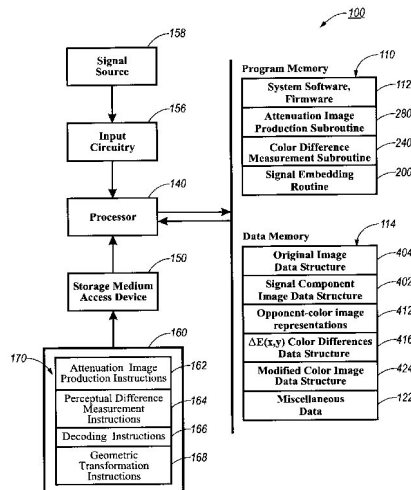 100
158
Signal
Source
156
Input
Circuitry
140
Processor
150
Storage Medium
Access Device
160
170
Attenuation Image
Production Instructions
162
Perceptual Difference
Measurement
Instructions
164
Decoding Instructions
166
Geometric
Transformation
Instructions
168
Program Memory
110
System Software,
Firmware
112
Attenuation Image
Production Subroutine
280
Color Difference
Measurement Subroutine
240
Signal Embedding
Routine
200
Data Memory
114
Original Image
Data Structure
404
Signal Component
Image Data Structure
402
Opponent-color image
representations
412
ΔE(x,y) Color Differences
Data Structure
416
Modified Color Image
Data Structure
424
Miscellaneous
Data
122